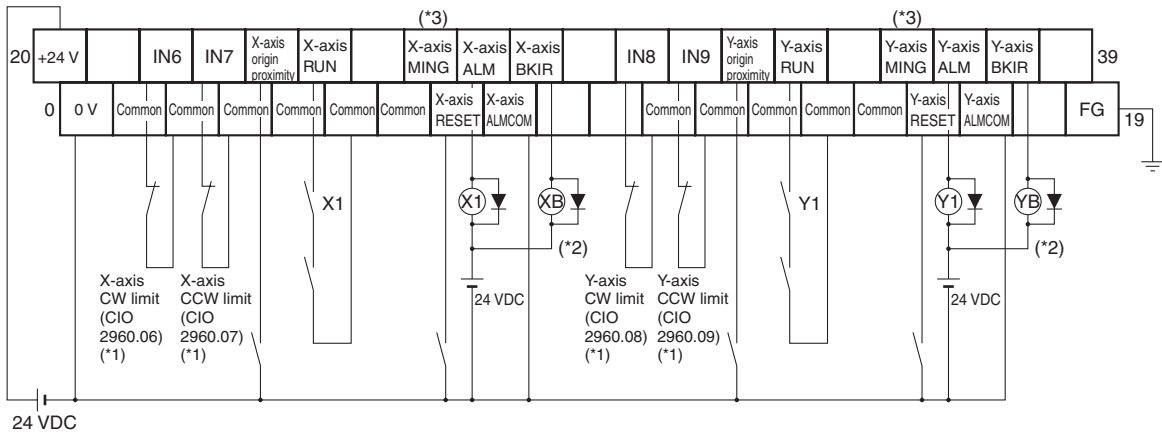 (*3) (*3)
20 +24 V IN6 IN7 X-axis origin proximity X-axis RUN X-axis MING X-axis ALM X-axis BKIR IN8 IN9 Y-axis origin proximity Y-axis RUN Y-axis MING Y-axis ALM Y-axis BKIR 39
0 0 V Common Common Common Common Common Common X-axis RESET X-axis ALMCOM Common Common Common Common Common Common Y-axis RESET Y-axis ALMCOM FG 19
X1 X1 XB Y1 Y1 YB
(*2) (*2)
X-axis CW limit (CIO 2960.06) (*1)
X-axis CCW limit (CIO 2960.07) (*1)
24 VDC
Y-axis CW limit (CIO 2960.08) (*1)
Y-axis CCW limit (CIO 2960.09) (*1)
24 VDC
24 VDC